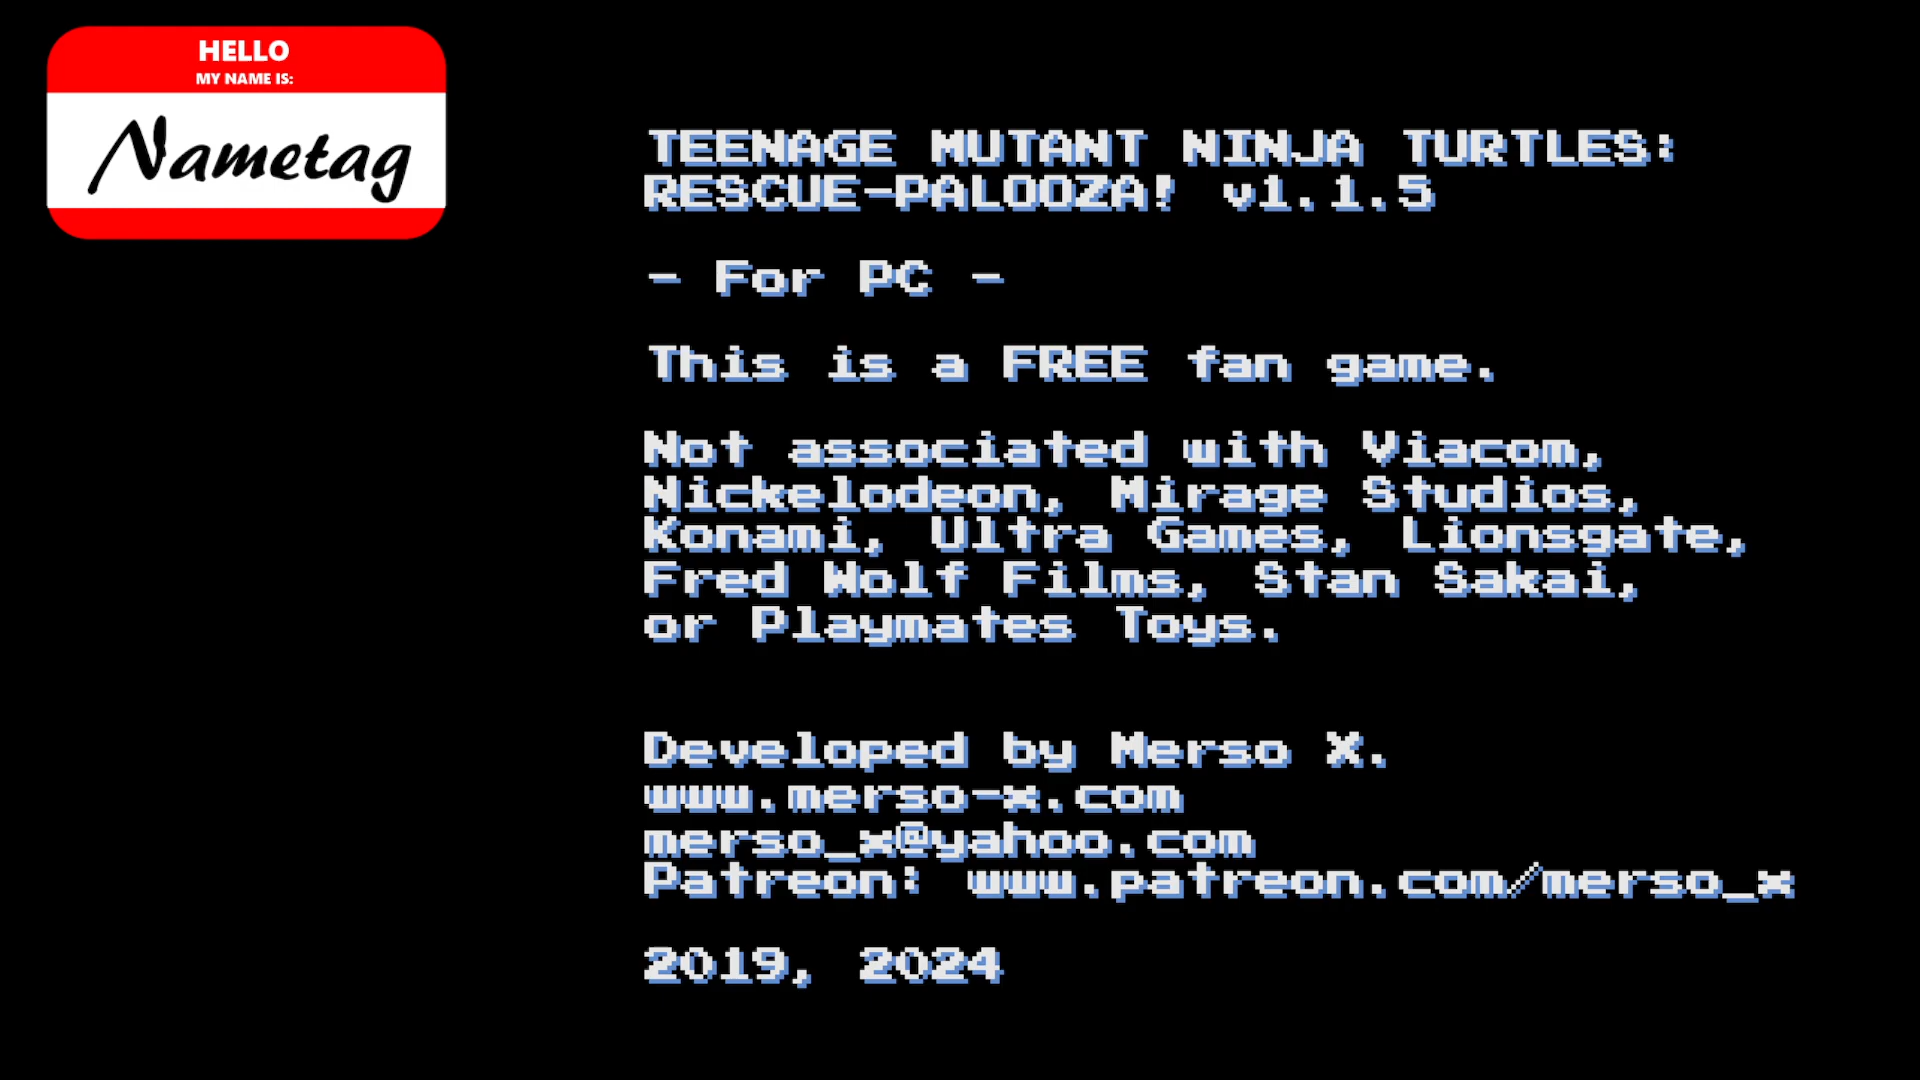 HELLO
MY NAME IS:
Nametag
TEENAGE MUTANT NINJA TURTLES:
RESCUE-PALOOZA! v1.1.5
- For PC -
This is a FREE fan game.
Not associated with Viacom,
Nickelodeon, Mirage Studios,
Konami, Ultra Games, Lionsgate,
Fred Wolf Films, Stan Sakai,
or Playmates Toys.
Developed by Merso X.
www.merso-x.com
merso_x@yahoo.com
Patreon: www.patreon.com/merso_x
2019, 2024